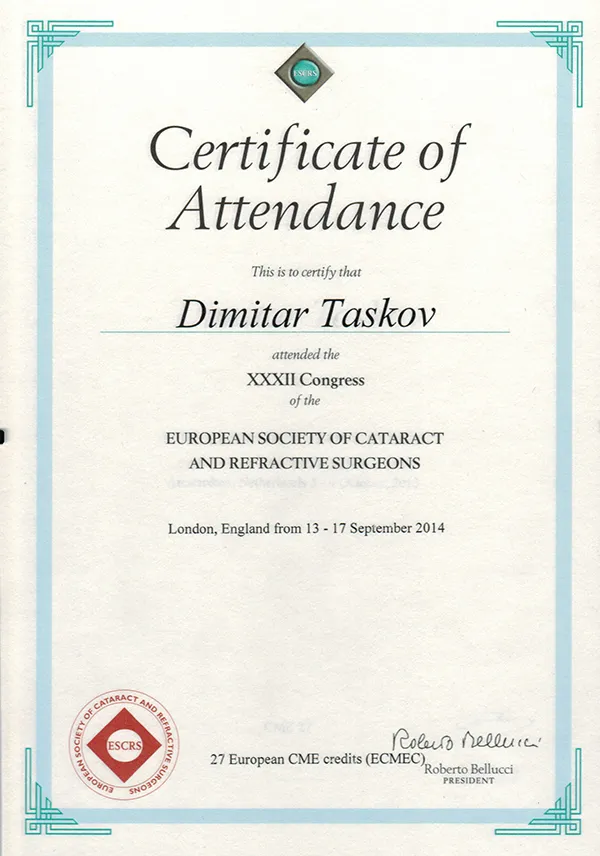 ESCRS
Certificate of
Attendance
This is to certify that
Dimitar Taskov
attended the
XXXII Congress
of the
EUROPEAN SOCIETY OF CATARACT
AND REFRACTIVE SURGEONS
London, England from 13 - 17 September 2014
EUROPEAN SOCIETY OF CATARACT AND REFRACTIVE SURGEONS
ESCRS
27 European CME credits (ECMEC)
Roberto Bellucci
Roberto Bellucci
PRESIDENT